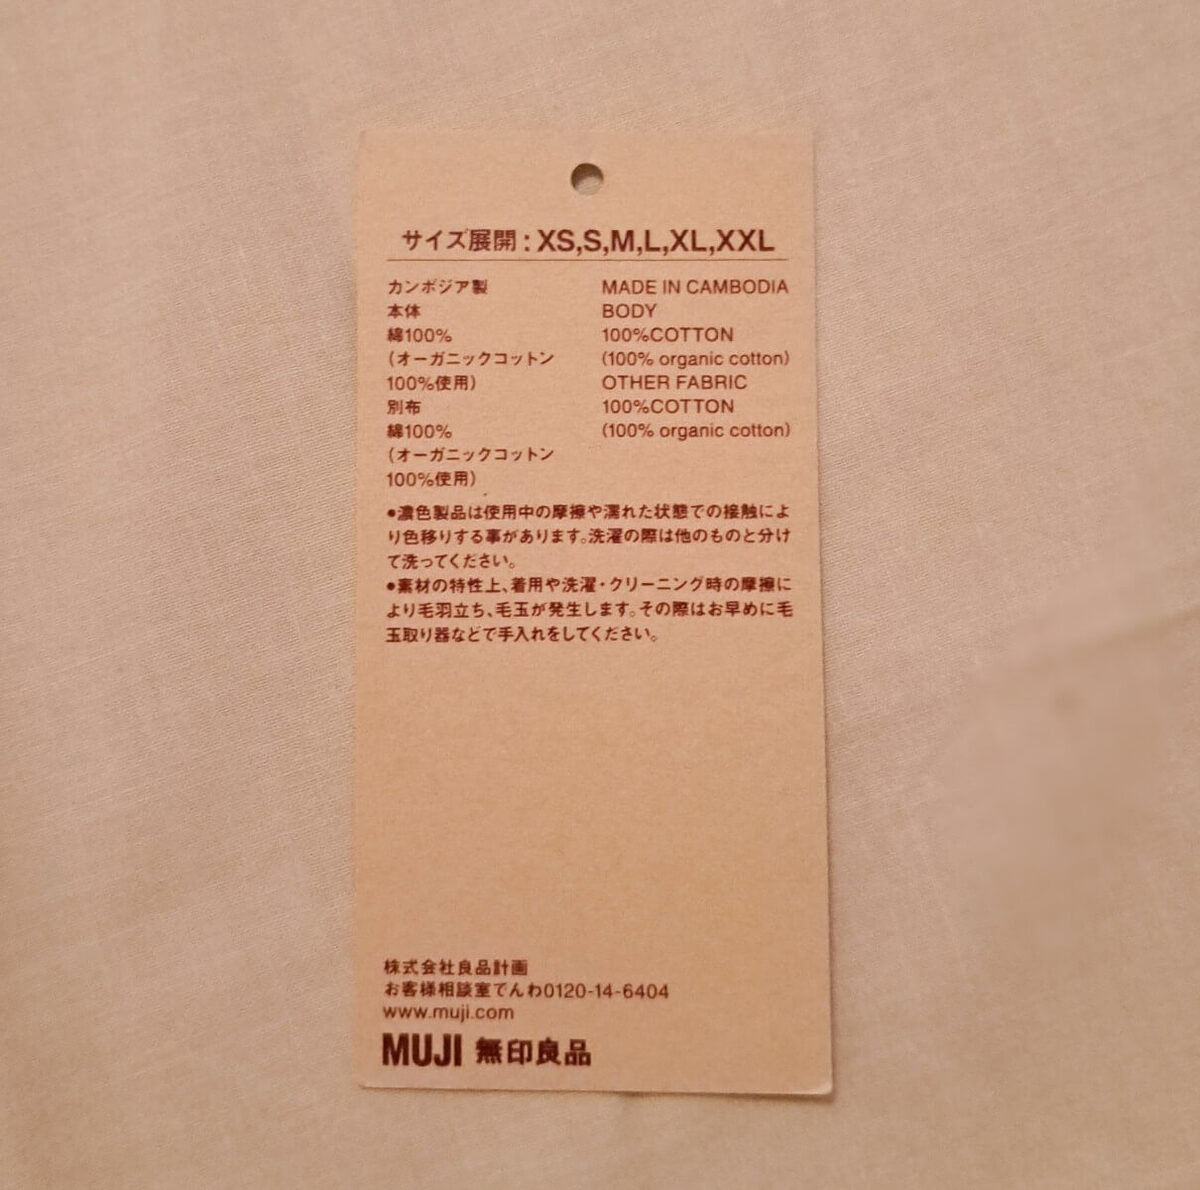 サイズ展開：XS,S,M,L,XL,XXL
カンボジア製
本体
綿100%
(オーガニックコットン
100%使用)
別布
綿100%
(オーガニックコットン
100%使用)
MADE IN CAMBODIA
BODY
100%COTTON
(100% organic cotton)
OTHER FABRIC
100%COTTON
(100% organic cotton)
●濃色製品は使用中の摩擦や濡れた状態での接触によ
り色移りする事があります。洗濯の際は他のものと分け
て洗ってください。
●素材の特性上、着用や洗濯・クリーニング時の摩擦に
より毛羽立ち、毛玉が発生します。その際はお早めに毛
玉取り器などで手入れをしてください。
株式会社良品計画
お客様相談室でんわ0120-14-6404
www.muji.com
MUJI 無印良品